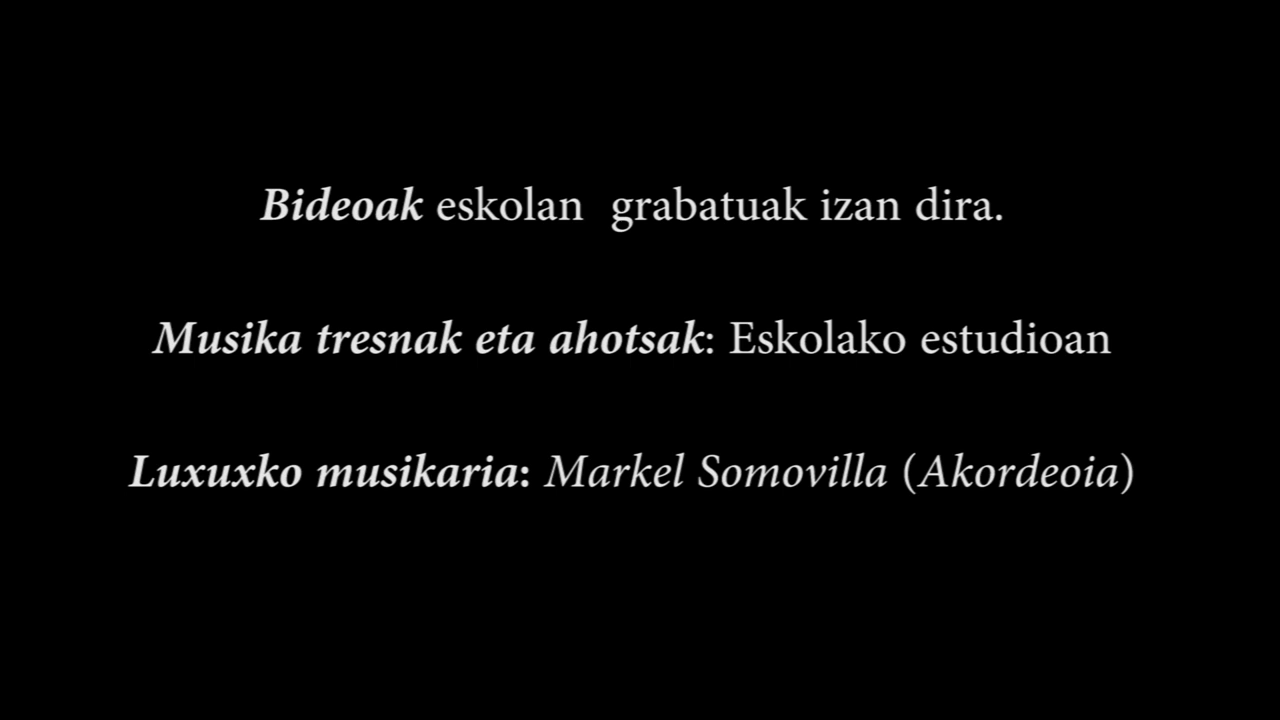 Bideoak eskolan  grabatuak izan dira.
Musika tresnak eta ahotsak: Eskolako estudioan
Luxuxko musikaria: Markel Somovilla (Akordeoia)